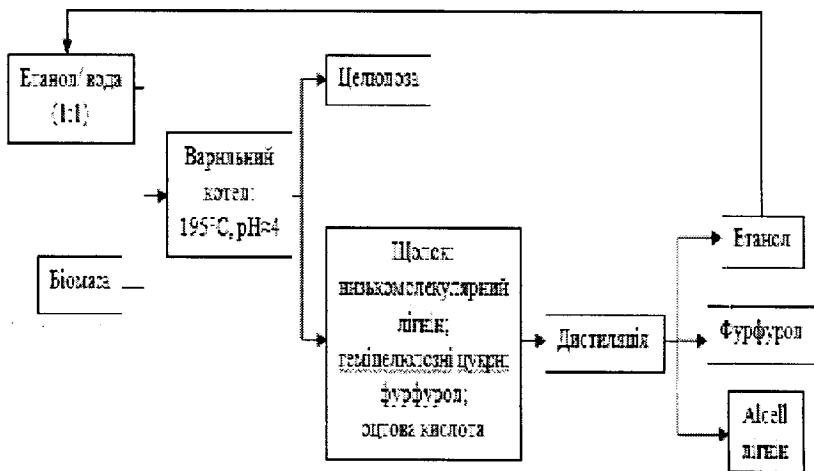 Етанол/ вода
(1:1)
Целюлоза
Варильний
котел:
195°C, pH≈4
Біомаса
Щолок:
низькомолекулярний
лігнін;
геміцелюлозні цукри;
фурфурол;
оцтова кислота
Дистиляція
Етанол
Фурфурол
Alcell
лігнін